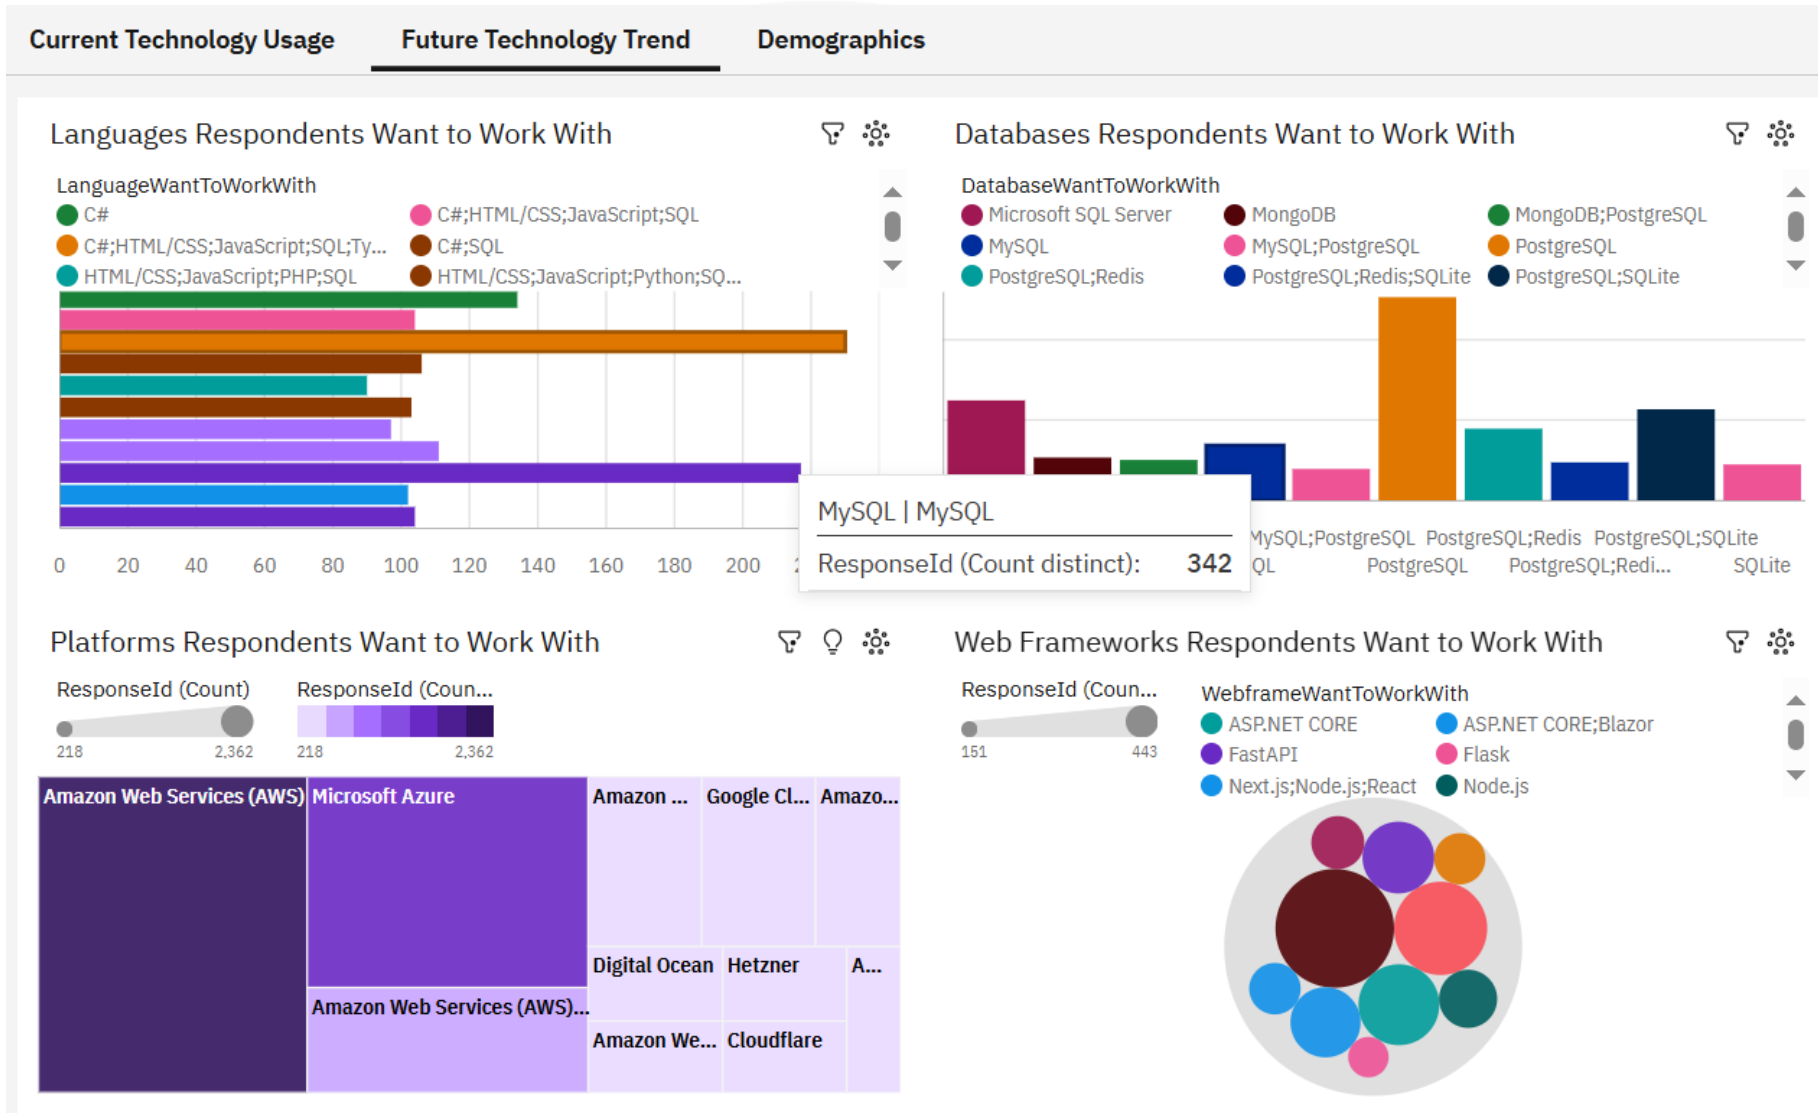 Current Technology Usage
Future Technology Trend
Demographics
Languages Respondents Want to Work With
LanguageWantToWorkWith
C#
C#;HTML/CSS;JavaScript;SQL
C#;HTML/CSS;JavaScript;SQL;Ty...
C#;SQL
HTML/CSS;JavaScript;PHP;SQL
HTML/CSS;JavaScript;Python;SQ...
0 20 40 60 80 100 120 140 160 180 200
Databases Respondents Want to Work With
DatabaseWantToWorkWith
Microsoft SQL Server
MongoDB
MongoDB;PostgreSQL
MySQL
MySQL;PostgreSQL
PostgreSQL
PostgreSQL;Redis
PostgreSQL;Redis;SQLite
PostgreSQL;SQLite
MySQL | MySQL
ResponseId (Count distinct): 342
MySQL;PostgreSQL PostgreSQL;Redis PostgreSQL;SQLite
PostgreSQL PostgreSQL;Redi... SQLite
Platforms Respondents Want to Work With
ResponseId (Count)
218 2,362
ResponseId (Coun...
218 2,362
Amazon Web Services (AWS)
Microsoft Azure
Amazon ...
Google Cl...
Amazo...
Amazon Web Services (AWS)...
Digital Ocean
Hetzner
A...
Amazon We...
Cloudflare
Web Frameworks Respondents Want to Work With
ResponseId (Coun...
151 443
WebframeWantToWorkWith
ASP.NET CORE
ASP.NET CORE;Blazor
FastAPI
Flask
Next.js;Node.js;React
Node.js